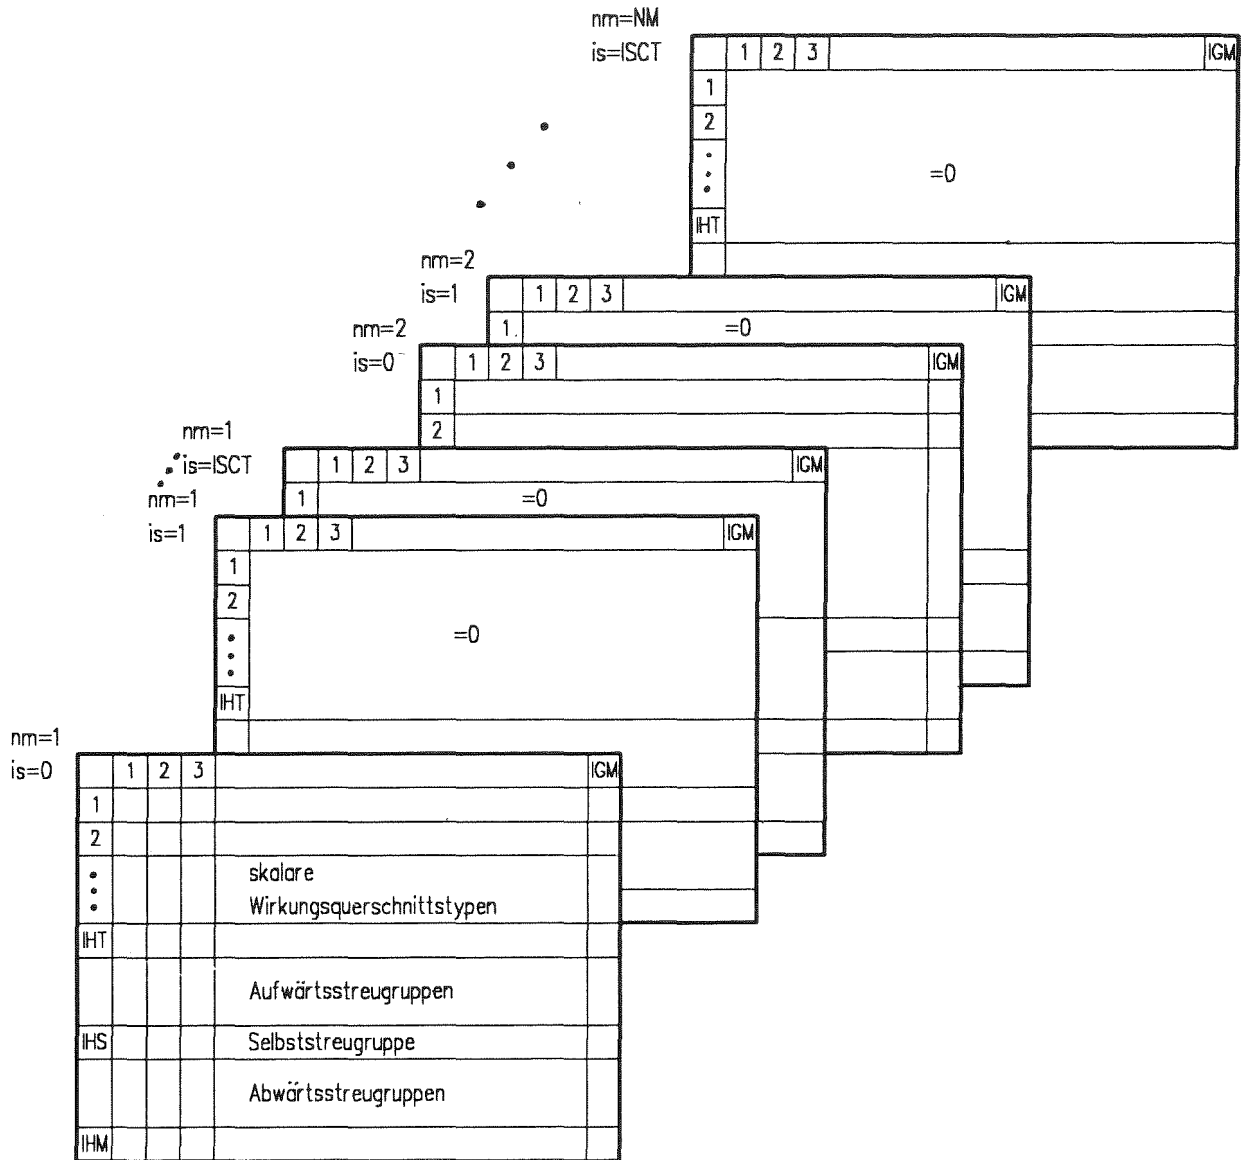 nm=NM
is=ISCT
1 2 3 IGM
1
2
=0
IHT
nm=2
is=1
1 2 3 IGM
1. =0
nm=2
is=0
1 2 3 IGM
1
2
nm=1
is=ISCT
1 2 3 IGM
1 =0
nm=1
is=1
1 2 3 IGM
1
2
=0
IHT
nm=1
is=0
1 2 3 IGM
1
2
skalare
Wirkungsquerschnittstypen
IHT
Aufwärtsstreugruppen
IHS Selbststreugruppe
Abwärtsstreugruppen
IHM